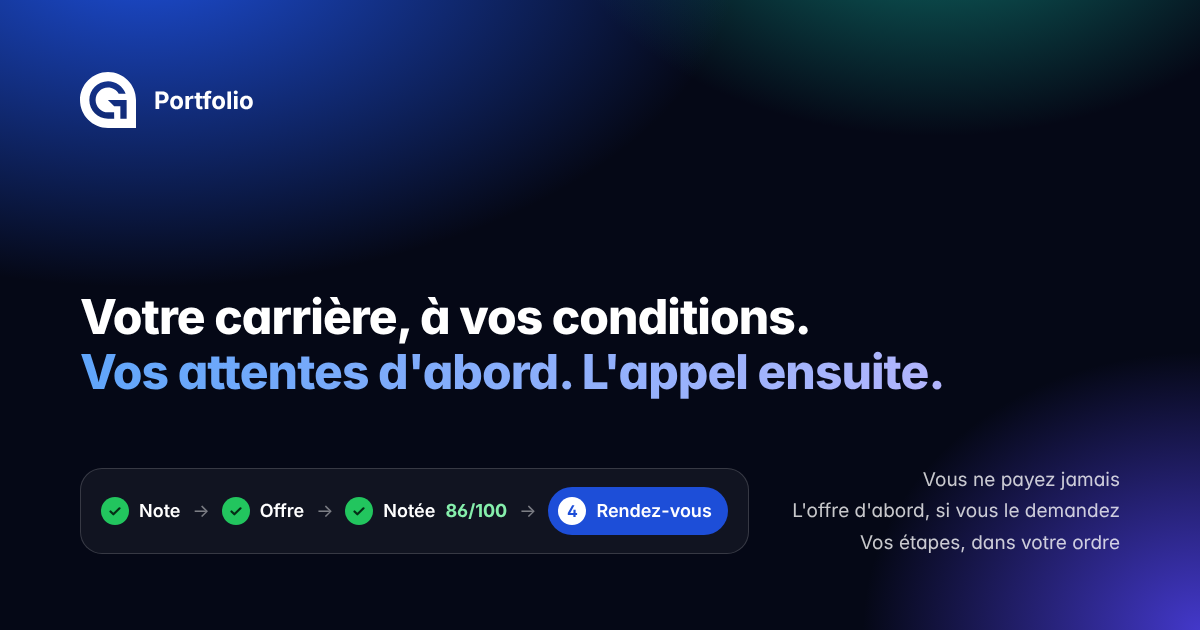 Portfolio
Votre carrière, à vos conditions.
Vos attentes d'abord. L'appel ensuite.
Note → Offre → Notée 86/100 → 4 Rendez-vous
Vous ne payez jamais
L'offre d'abord, si vous le demandez
Vos étapes, dans votre ordre